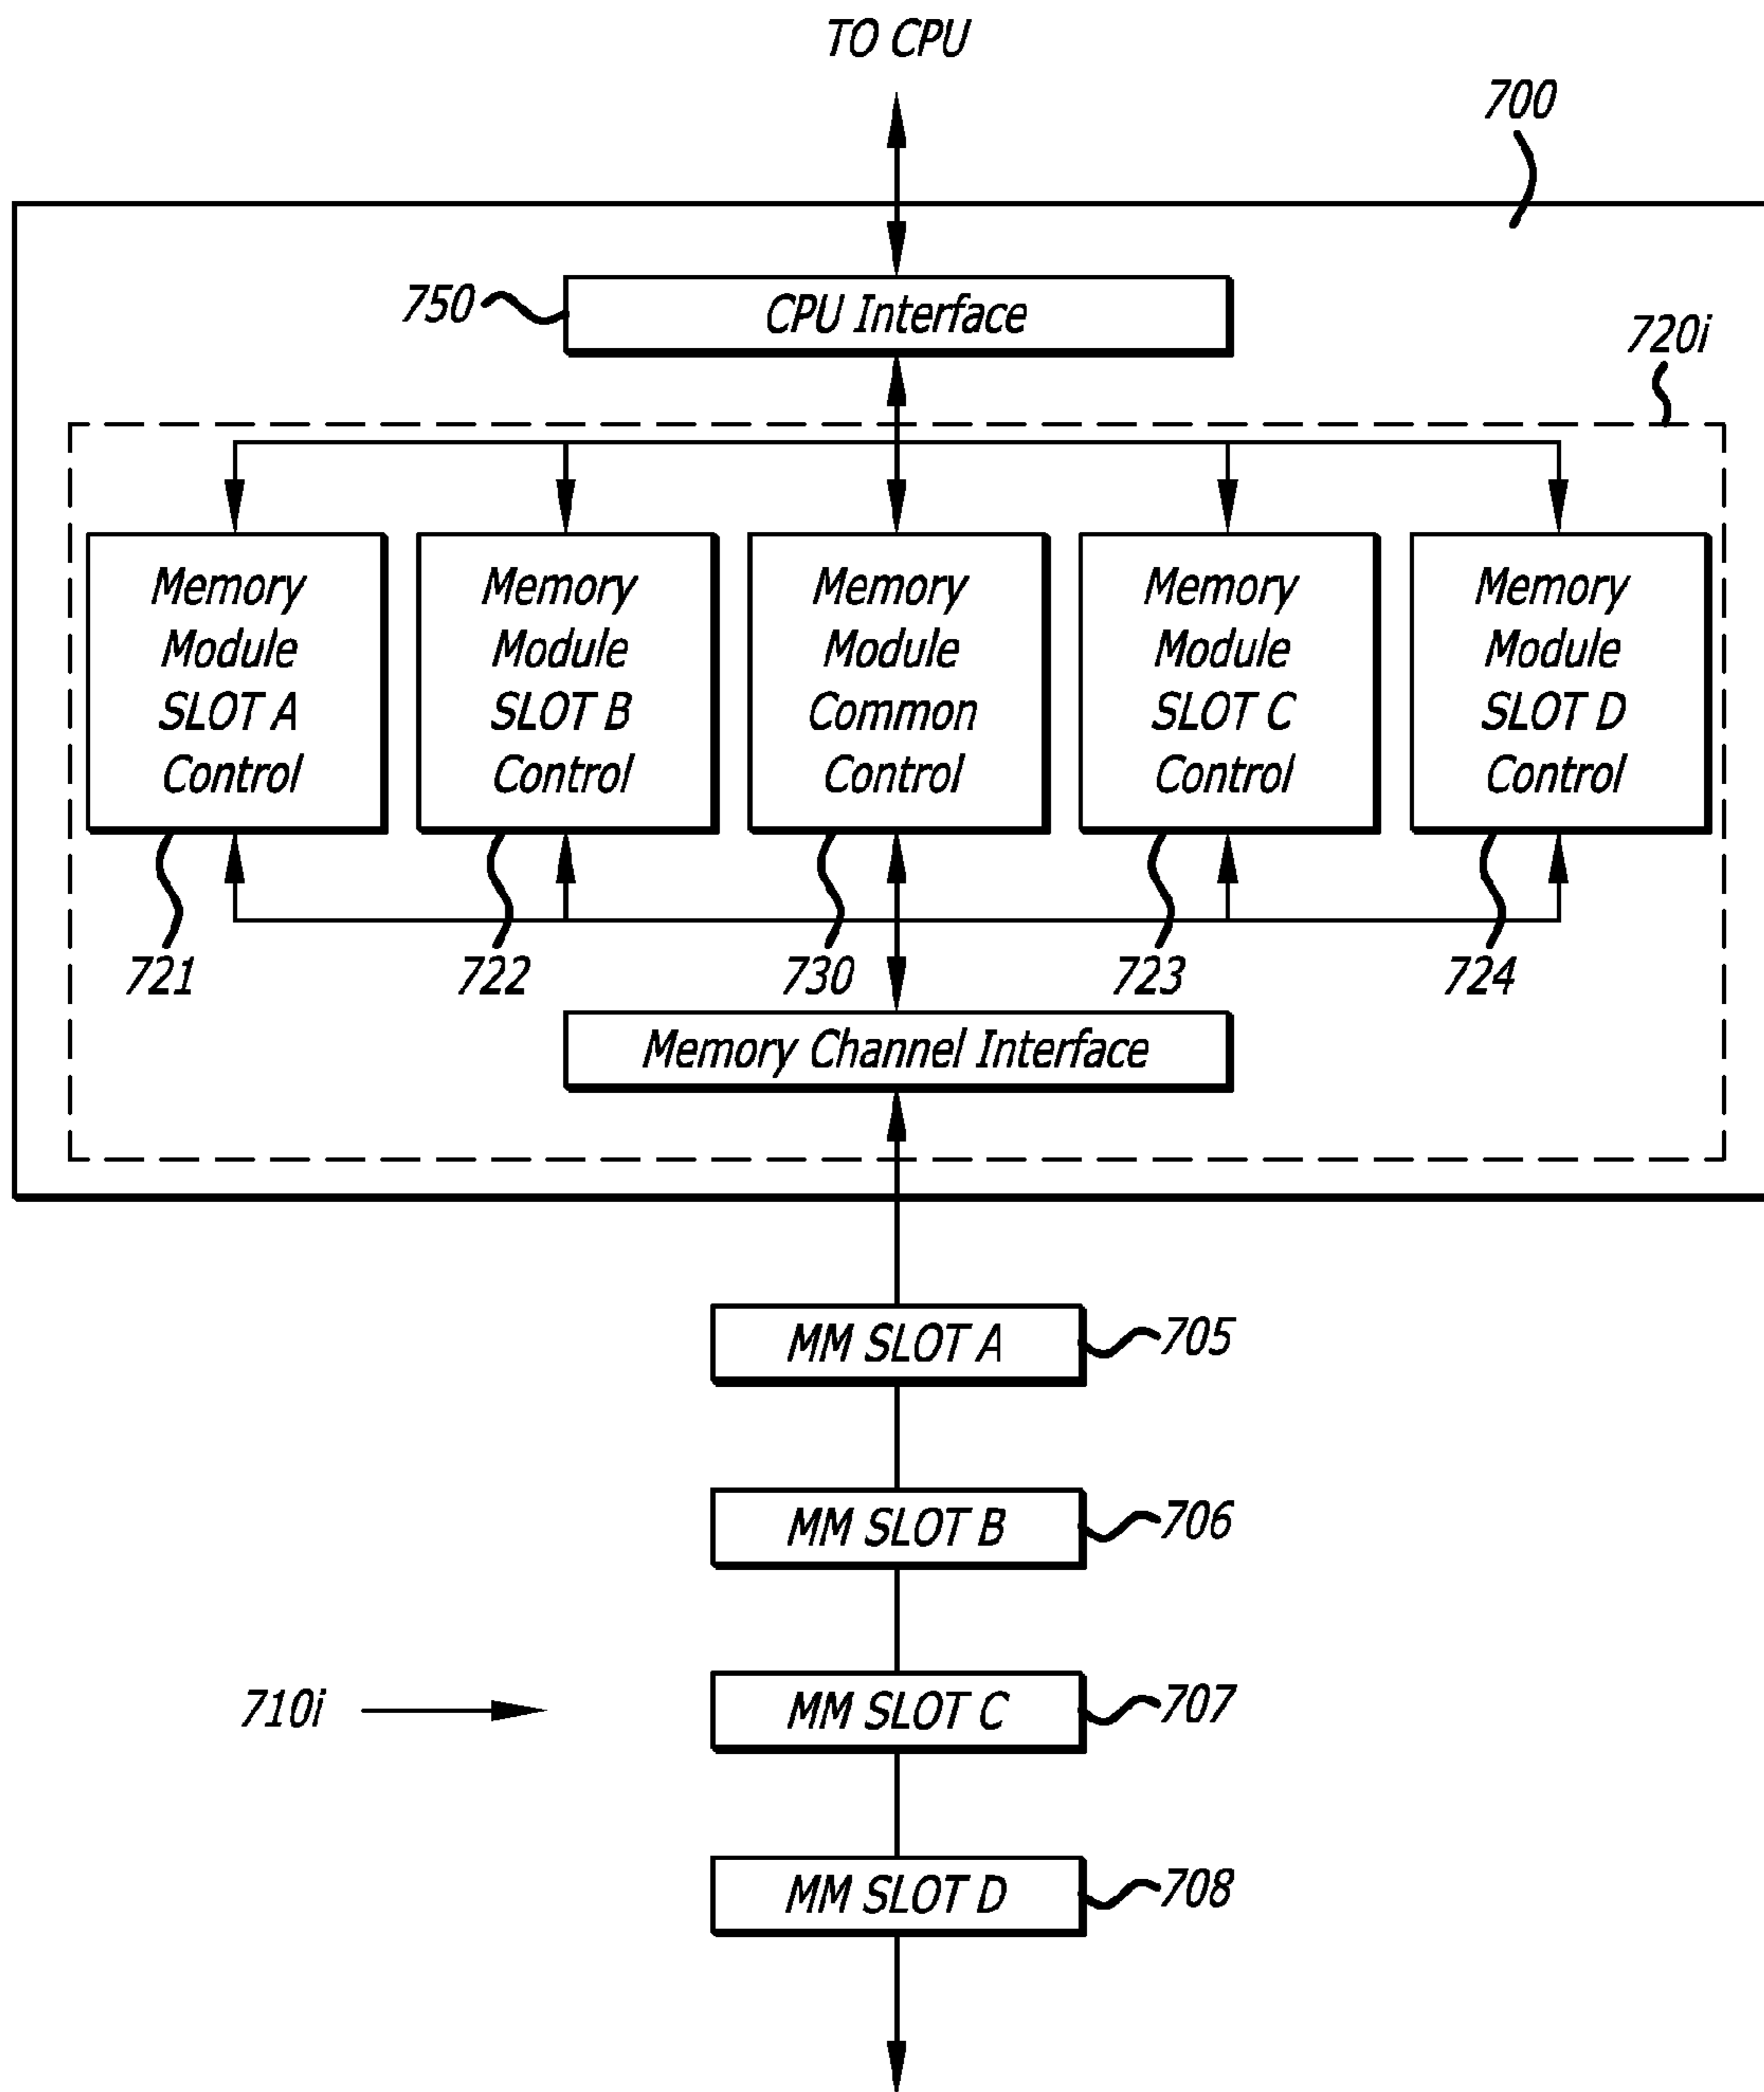 TO CPU
700
750
CPU Interface
720i
Memory
Module
SLOT A
Control
Memory
Module
SLOT B
Control
Memory
Module
Common
Control
Memory
Module
SLOT C
Control
Memory
Module
SLOT D
Control
721
722
730
723
724
Memory Channel Interface
MM SLOT A
705
MM SLOT B
706
710i
MM SLOT C
707
MM SLOT D
708